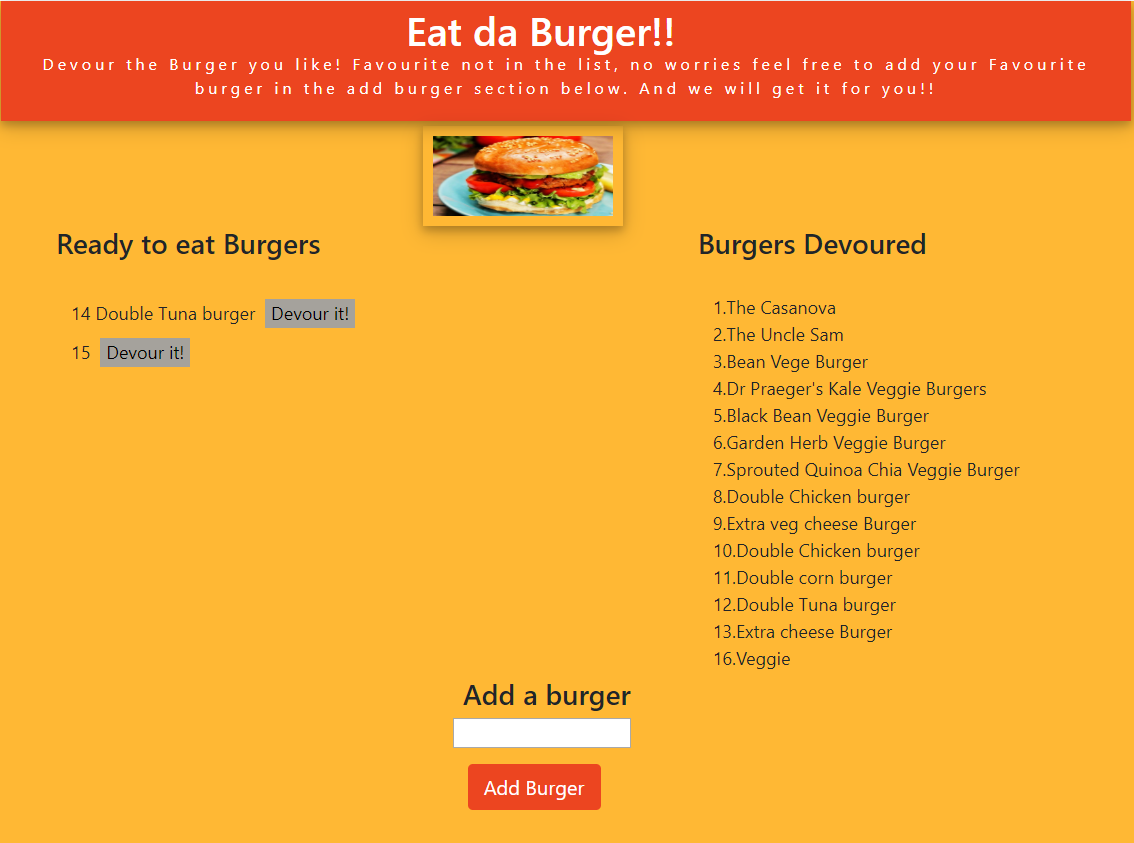 Eat da Burger!!
Devour the Burger you like! Favourite not in the list, no worries feel free to add your Favourite
burger in the add burger section below. And we will get it for you!!
Ready to eat Burgers
14 Double Tuna burger Devour it!
15 Devour it!
Burgers Devoured
1.The Casanova
2.The Uncle Sam
3.Bean Vege Burger
4.Dr Praeger's Kale Veggie Burgers
5.Black Bean Veggie Burger
6.Garden Herb Veggie Burger
7.Sprouted Quinoa Chia Veggie Burger
8.Double Chicken burger
9.Extra veg cheese Burger
10.Double Chicken burger
11.Double corn burger
12.Double Tuna burger
13.Extra cheese Burger
16.Veggie
Add a burger
Add Burger